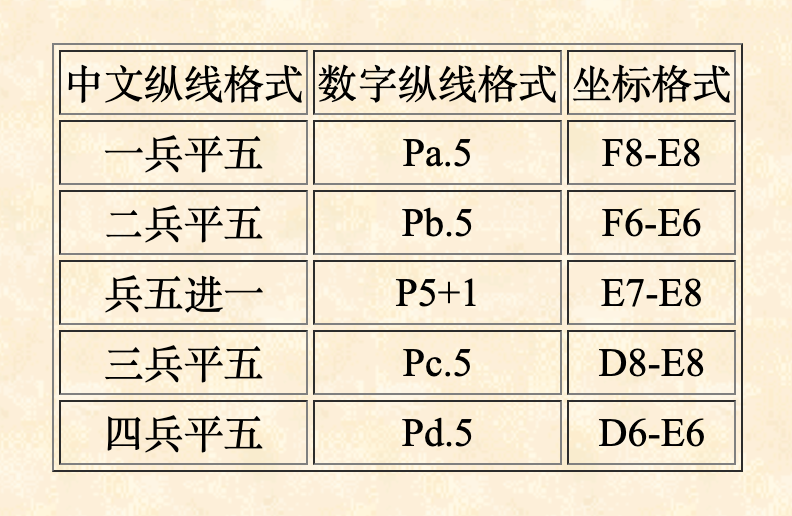 中文纵线格式 数字纵线格式 坐标格式
一兵平五 Pa.5 F8-E8
二兵平五 Pb.5 F6-E6
兵五进一 P5+1 E7-E8
三兵平五 Pc.5 D8-E8
四兵平五 Pd.5 D6-E6